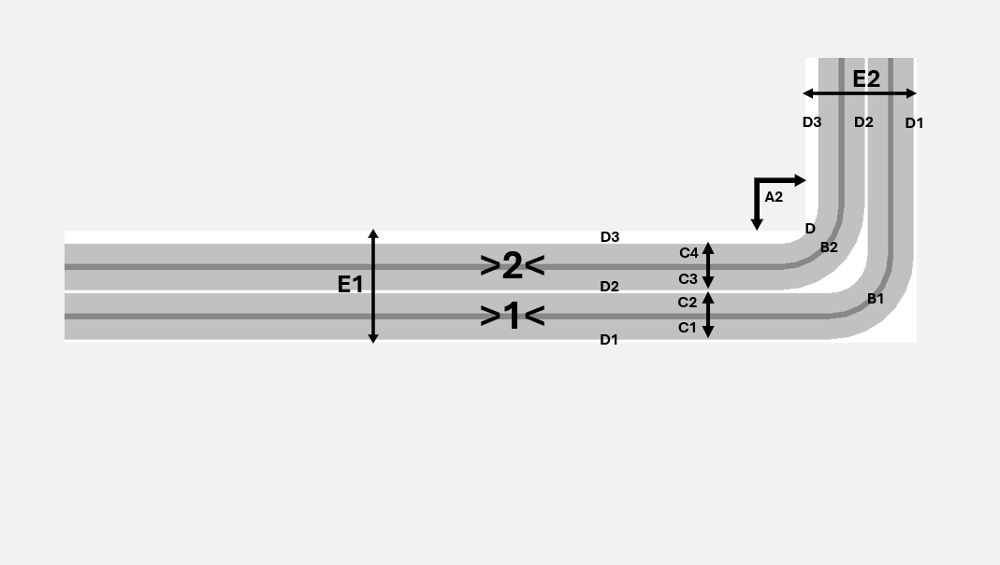 E2
D3 D2 D1
A2
D
D3
B2
C4
>2<
C3
E1
D2
B1
C2
>1<
C1
D1